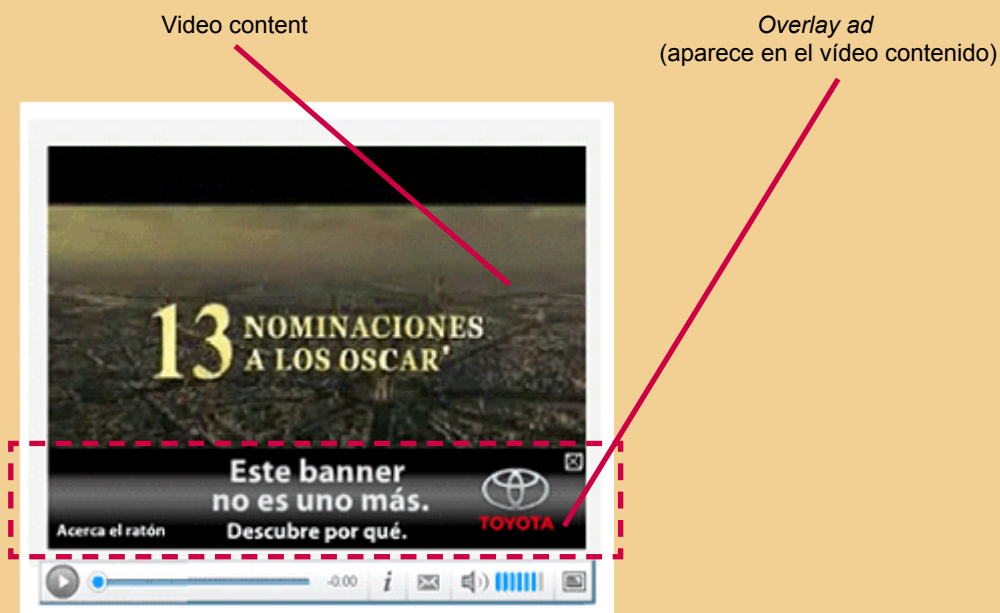 Video content
Overlay ad
(aparece en el vídeo contenido)
13 NOMINACIONES
A LOS OSCAR'
Este banner
no es uno más.
Acerca el ratón
Descubre por qué.
TOYOTA
-0:00
i